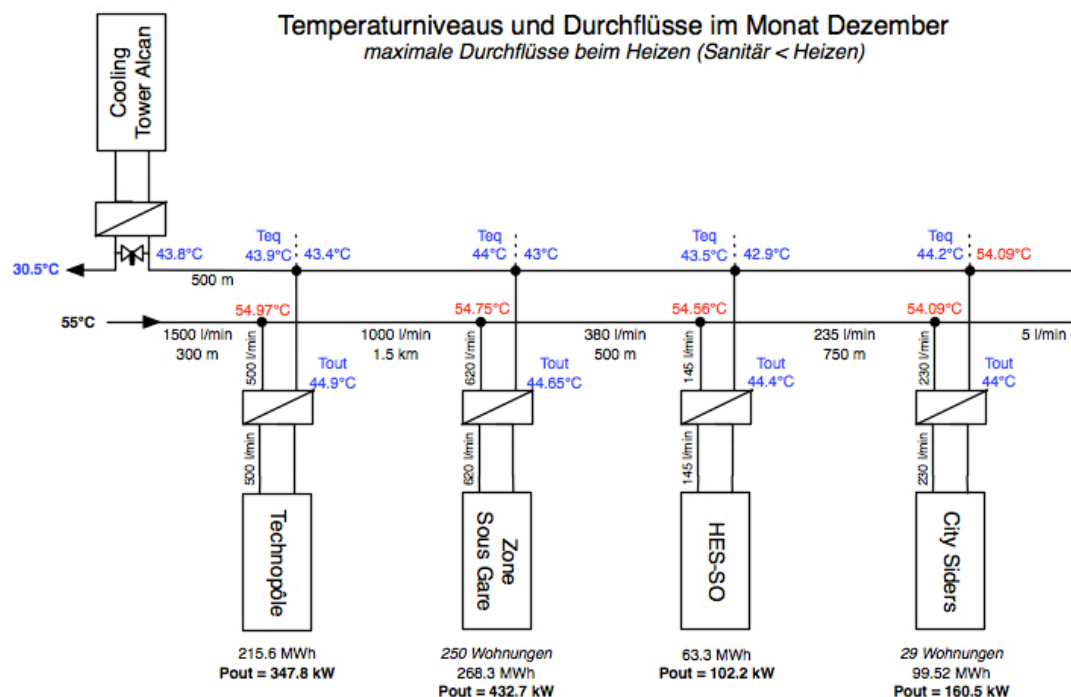 Temperaturniveaus und Durchflüsse im Monat Dezember
maximale Durchflüsse beim Heizen (Sanitär < Heizen)
Cooling
Tower Alcan
Teq
43.9°C
43.4°C
Teq
44°C
43°C
Teq
43.5°C
42.9°C
Teq
44.2°C
54.09°C
43.8°C
30.5°C
500 m
54.97°C
54.75°C
54.56°C
54.09°C
55°C
1500 l/min
300 m
1000 l/min
1.5 km
380 l/min
500 m
235 l/min
750 m
5 l/min
500 l/min
Tout
44.9°C
620 l/min
Tout
44.65°C
145 l/min
Tout
44.4°C
230 l/min
Tout
44°C
500 l/min
620 l/min
145 l/min
230 l/min
Technopôle
Zone
Sous Gare
HES-SO
City Siders
215.6 MWh
Pout = 347.8 kW
250 Wohnungen
268.3 MWh
Pout = 432.7 kW
63.3 MWh
Pout = 102.2 kW
29 Wohnungen
99.52 MWh
Pout = 160.5 kW